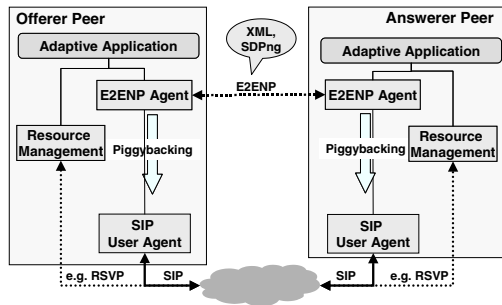 Offerer Peer
Adaptive Application
E2ENP Agent
Resource
Management
Piggybacking
SIP
User Agent
e.g. RSVP
SIP
XML,
SDPng
E2ENP
Answerer Peer
Adaptive Application
E2ENP Agent
Resource
Management
Piggybacking
SIP
User Agent
SIP
e.g. RSVP